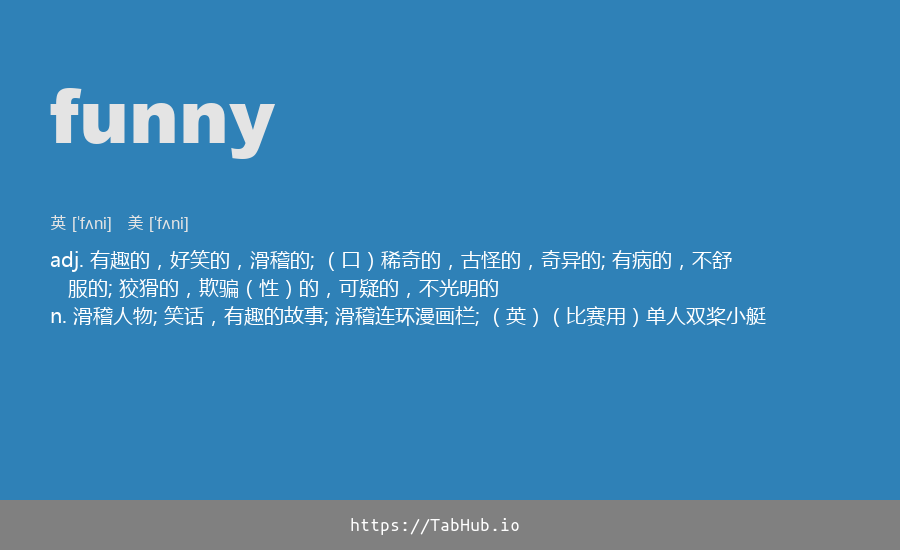 funny
英 [ˈfʌni] 美 [ˈfʌni]
adj. 有趣的，好笑的，滑稽的; （口）稀奇的，古怪的，奇异的; 有病的，不舒
服的; 狡猾的，欺骗（性）的，可疑的，不光明的
n. 滑稽人物; 笑话，有趣的故事; 滑稽连环漫画栏; （英）（比赛用）单人双桨小艇
https://TabHub.io